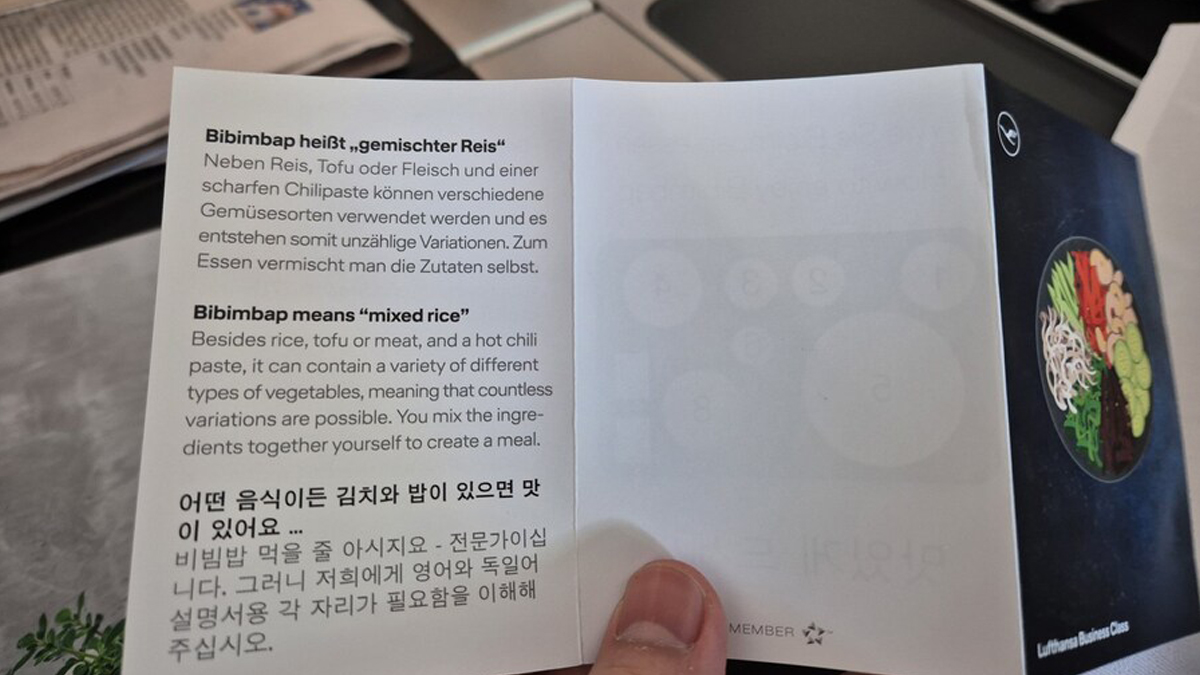 Bibimbap heißt „gemischter Reis“
Neben Reis, Tofu oder Fleisch und einer
scharfen Chilipaste können verschiedene
Gemüsesorten verwendet werden und es
entstehen somit unzählige Variationen. Zum
Essen vermischt man die Zutaten selbst.
Bibimbap means “mixed rice”
Besides rice, tofu or meat, and a hot chili
paste, it can contain a variety of different
types of vegetables, meaning that countless
variations are possible. You mix the ingre-
dients together yourself to create a meal.
어떤 음식이든 김치와 밥이 있으면 맛
이 있어요 ...
비빔밥 먹을 줄 아시지요 - 전문가이십
니다. 그러니 저희에게 영어와 독일어
설명서용 각 자리가 필요함을 이해해
주십시오.
MEMBER
Lufthansa Business Class